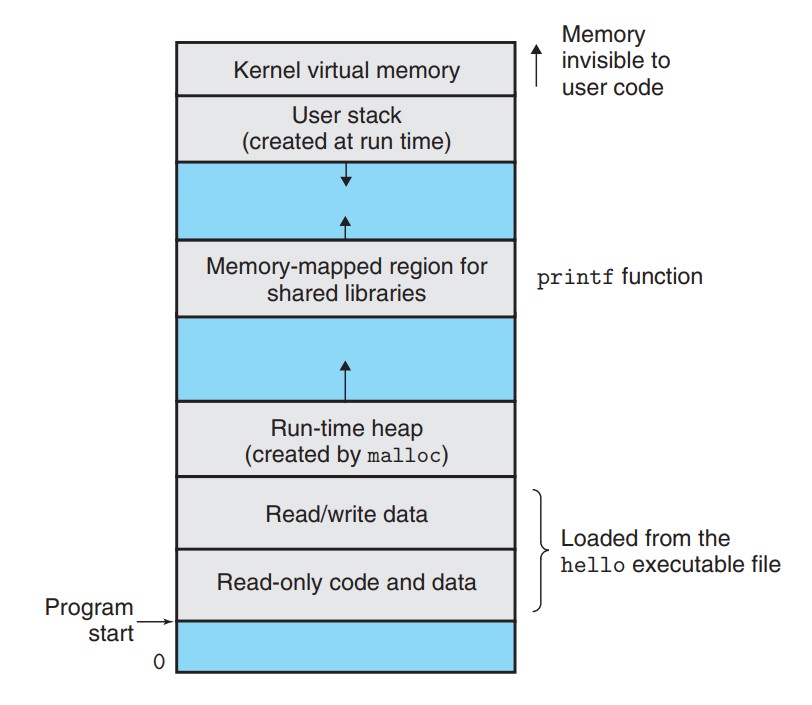 Memory
invisible to
user code
Kernel virtual memory
User stack
(created at run time)
Memory-mapped region for
shared libraries
printf function
Run-time heap
(created by malloc)
Read/write data
Loaded from the
hello executable file
Read-only code and data
Program
start
0